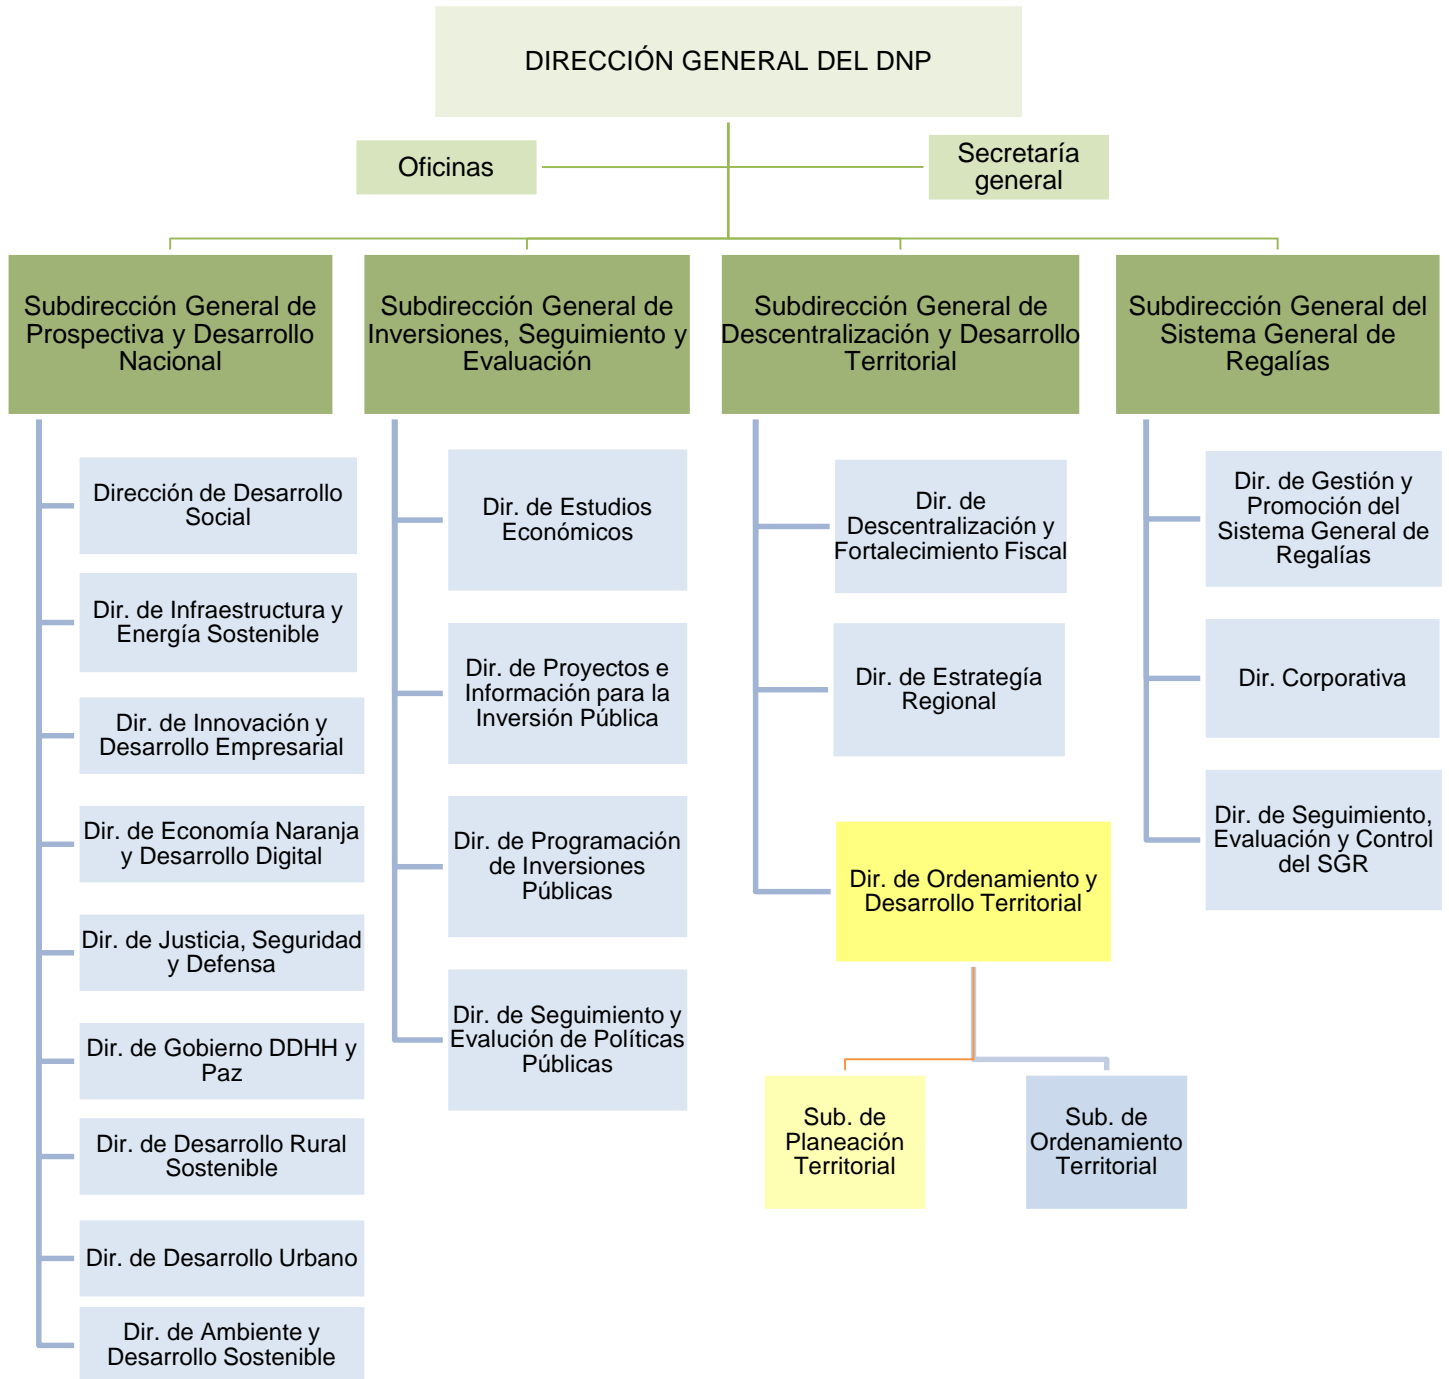 DIRECCIÓN GENERAL DEL DNP
Oficinas
Secretaría
general
Subdirección General de
Prospectiva y Desarrollo
Nacional
Subdirección General de
Inversiones, Seguimiento y
Evaluación
Subdirección General de
Descentralización y Desarrollo
Territorial
Subdirección General del
Sistema General de
Regalías
Dirección de Desarrollo
Social
Dir. de Infraestructura y
Energía Sostenible
Dir. de Innovación y
Desarrollo Empresarial
Dir. de Economía Naranja
y Desarrollo Digital
Dir. de Justicia, Seguridad
y Defensa
Dir. de Gobierno DDHH y
Paz
Dir. de Desarrollo Rural
Sostenible
Dir. de Desarrollo Urbano
Dir. de Ambiente y
Desarrollo Sostenible
Dir. de Estudios
Económicos
Dir. de Proyectos e
Información para la
Inversión Pública
Dir. de Programación
de Inversiones
Públicas
Dir. de Seguimiento y
Evalución de Políticas
Públicas
Dir. de
Descentralización y
Fortalecimiento Fiscal
Dir. de Estrategía
Regional
Dir. de Ordenamiento y
Desarrollo Territorial
Sub. de
Planeación
Territorial
Sub. de
Ordenamiento
Territorial
Dir. de Gestión y
Promoción del
Sistema General de
Regalías
Dir. Corporativa
Dir. de Seguimiento,
Evaluación y Control
del SGR